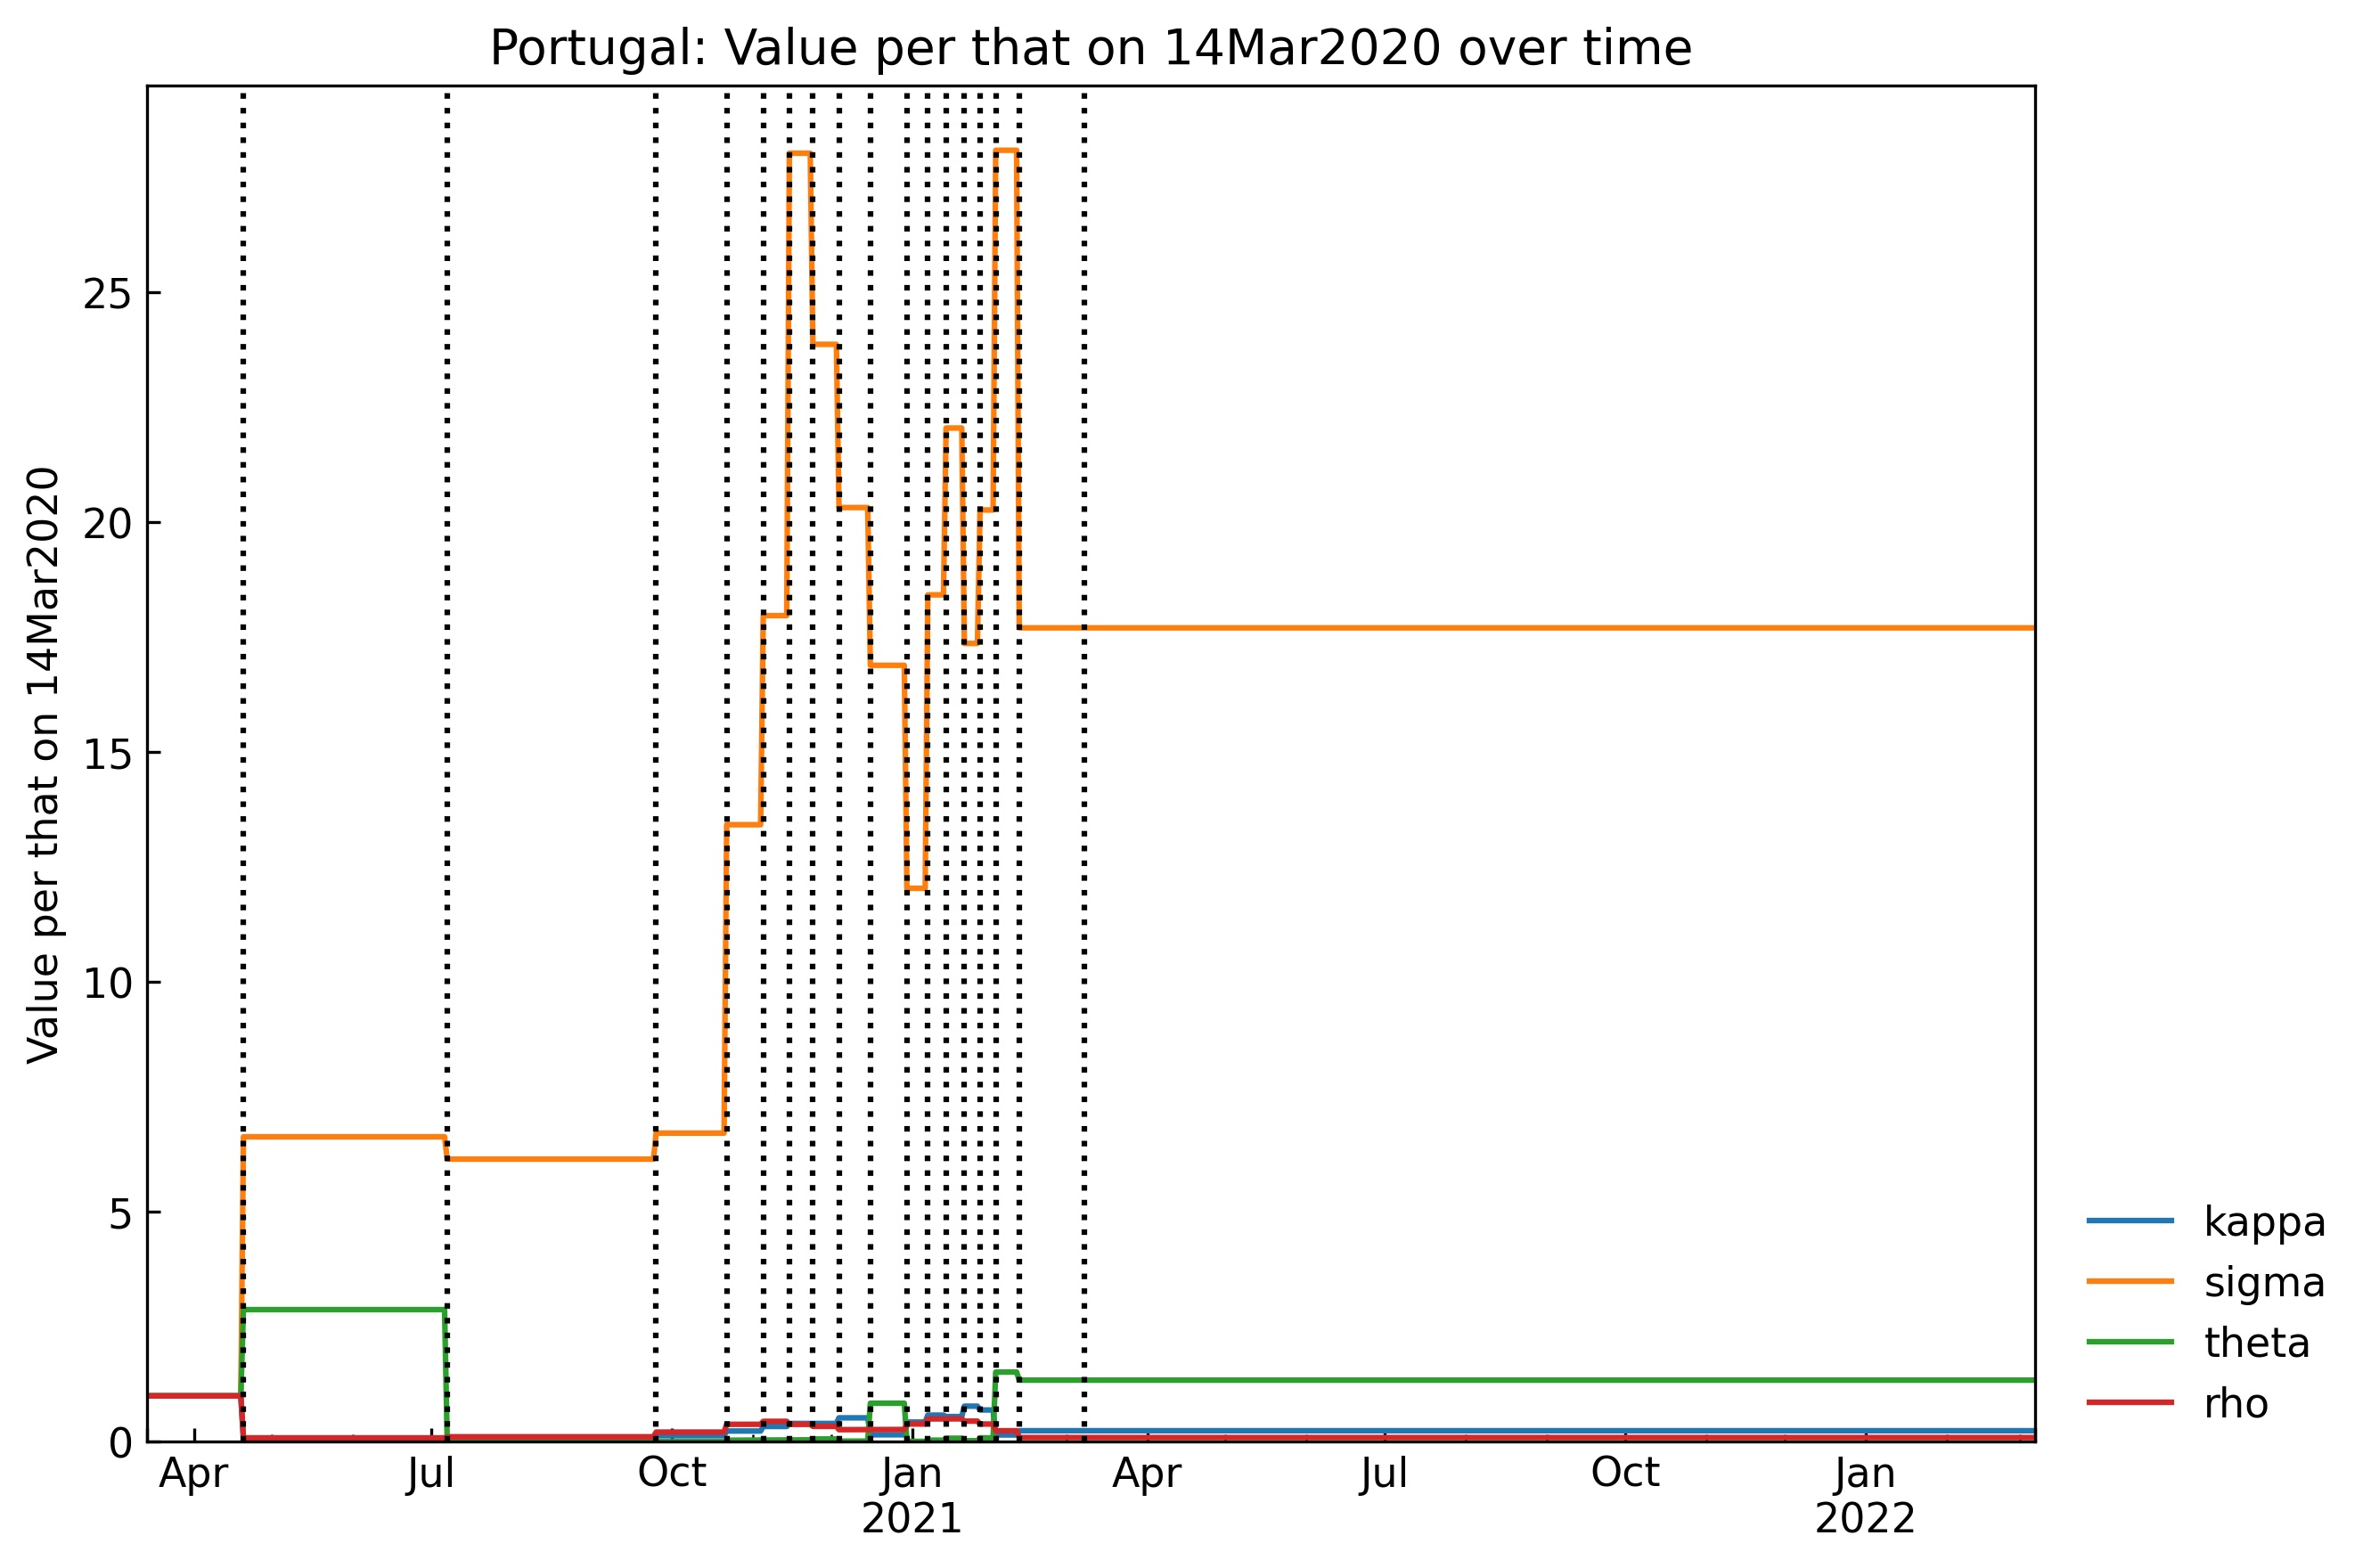 Portugal: Value per that on 14Mar2020 over time
Value per that on 14Mar2020
25
20
15
10
5
0
Apr Jul Oct Jan Apr Jul Oct Jan
2021 2022
kappa
sigma
theta
rho